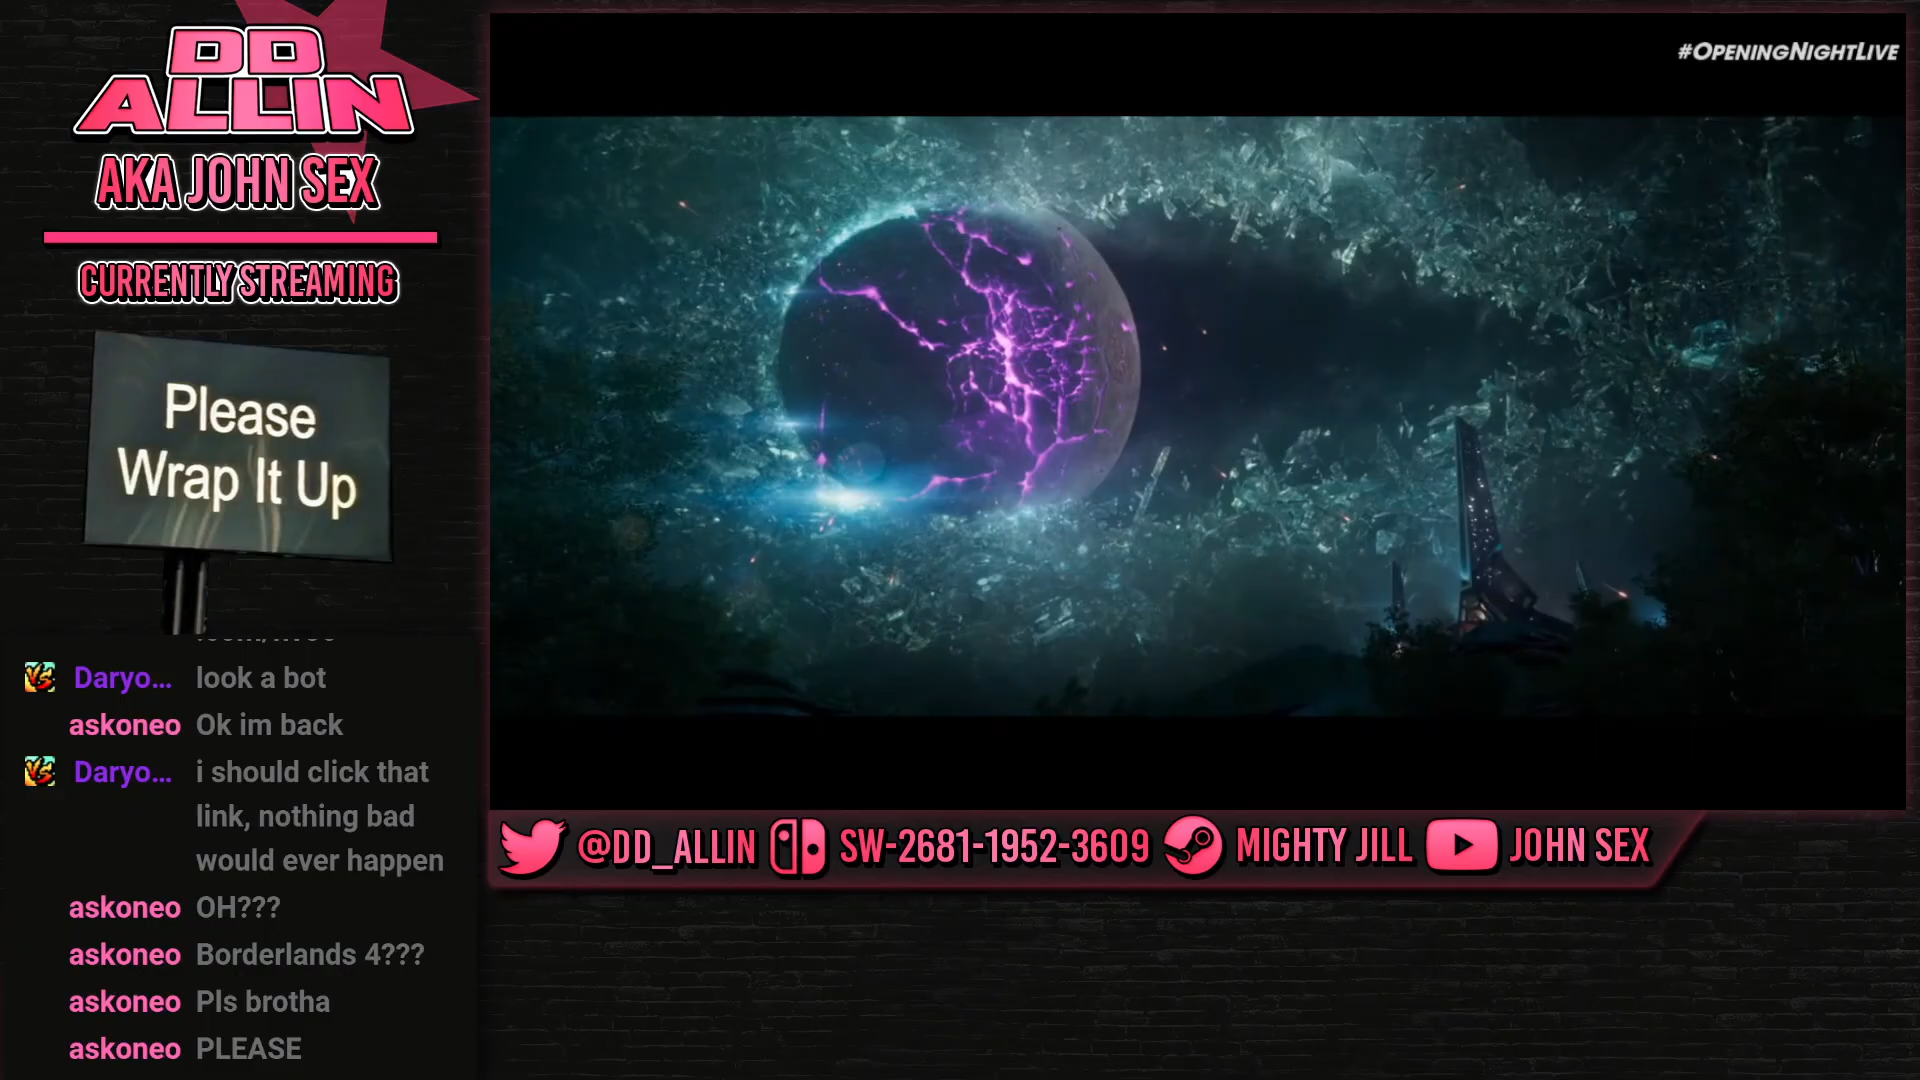 DD
ALLIN
AKA JOHN SEX
CURRENTLY STREAMING
Please
Wrap It Up
Daryo... look a bot
askoneo Ok im back
Daryo... i should click that
link, nothing bad
would ever happen
askoneo OH???
askoneo Borderlands 4???
askoneo Pls brotha
askoneo PLEASE
#OPENINGNIGHTLIVE
@DD_ALLIN SW-2681-1952-3609 MIGHTY JILL JOHN SEX